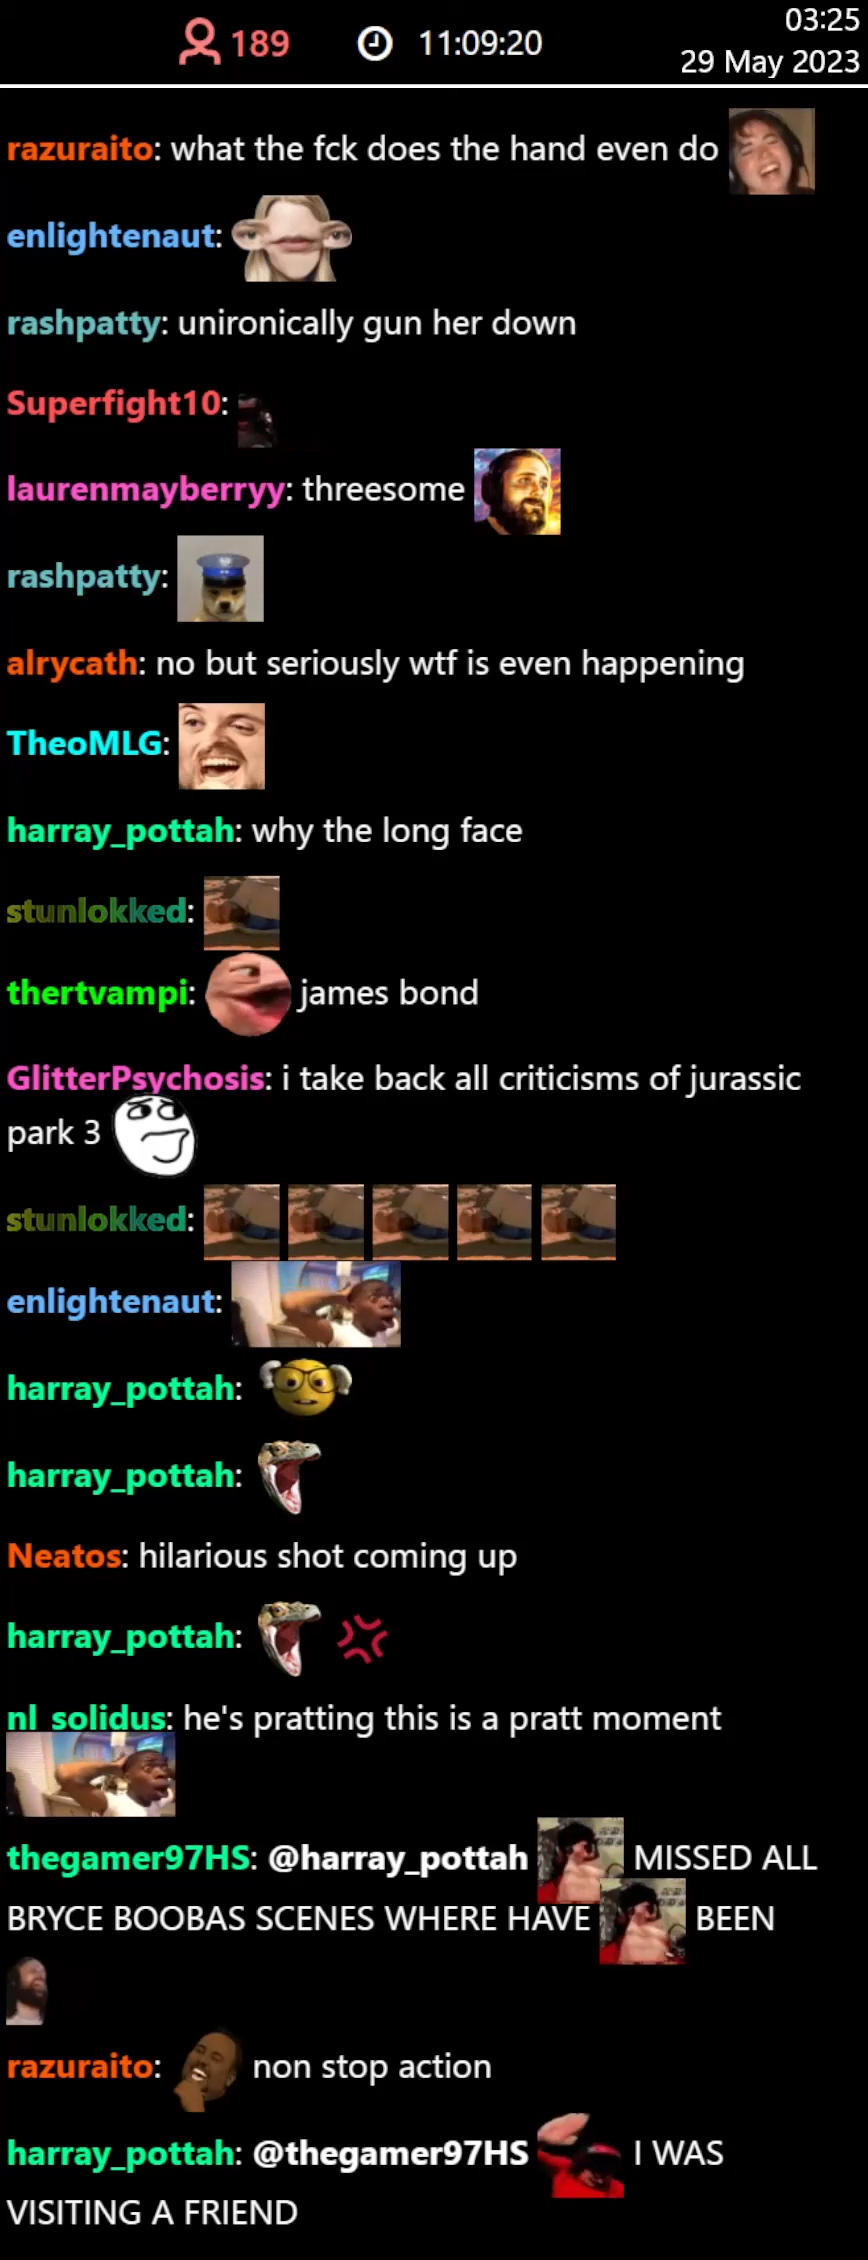 189 11:09:20 03:25
29 May 2023
razuraito: what the fck does the hand even do
enlightenaut:
rashpatty: unironically gun her down
Superfight10:
laurenmayberryy: threesome
rashpatty:
alrycath: no but seriously wtf is even happening
TheoMLG:
harray_pottah: why the long face
stunlokked:
thertvampi: james bond
GlitterPsychosis: i take back all criticisms of jurassic
park 3
stunlokked:
enlightenaut:
harray_pottah:
harray_pottah:
Neatos: hilarious shot coming up
harray_pottah:
nl_solidus: he's pratting this is a pratt moment
thegamer97HS: @harray_pottah MISSED ALL
BRYCE BOOBAS SCENES WHERE HAVE BEEN
razuraito: non stop action
harray_pottah: @thegamer97HS I WAS
VISITING A FRIEND